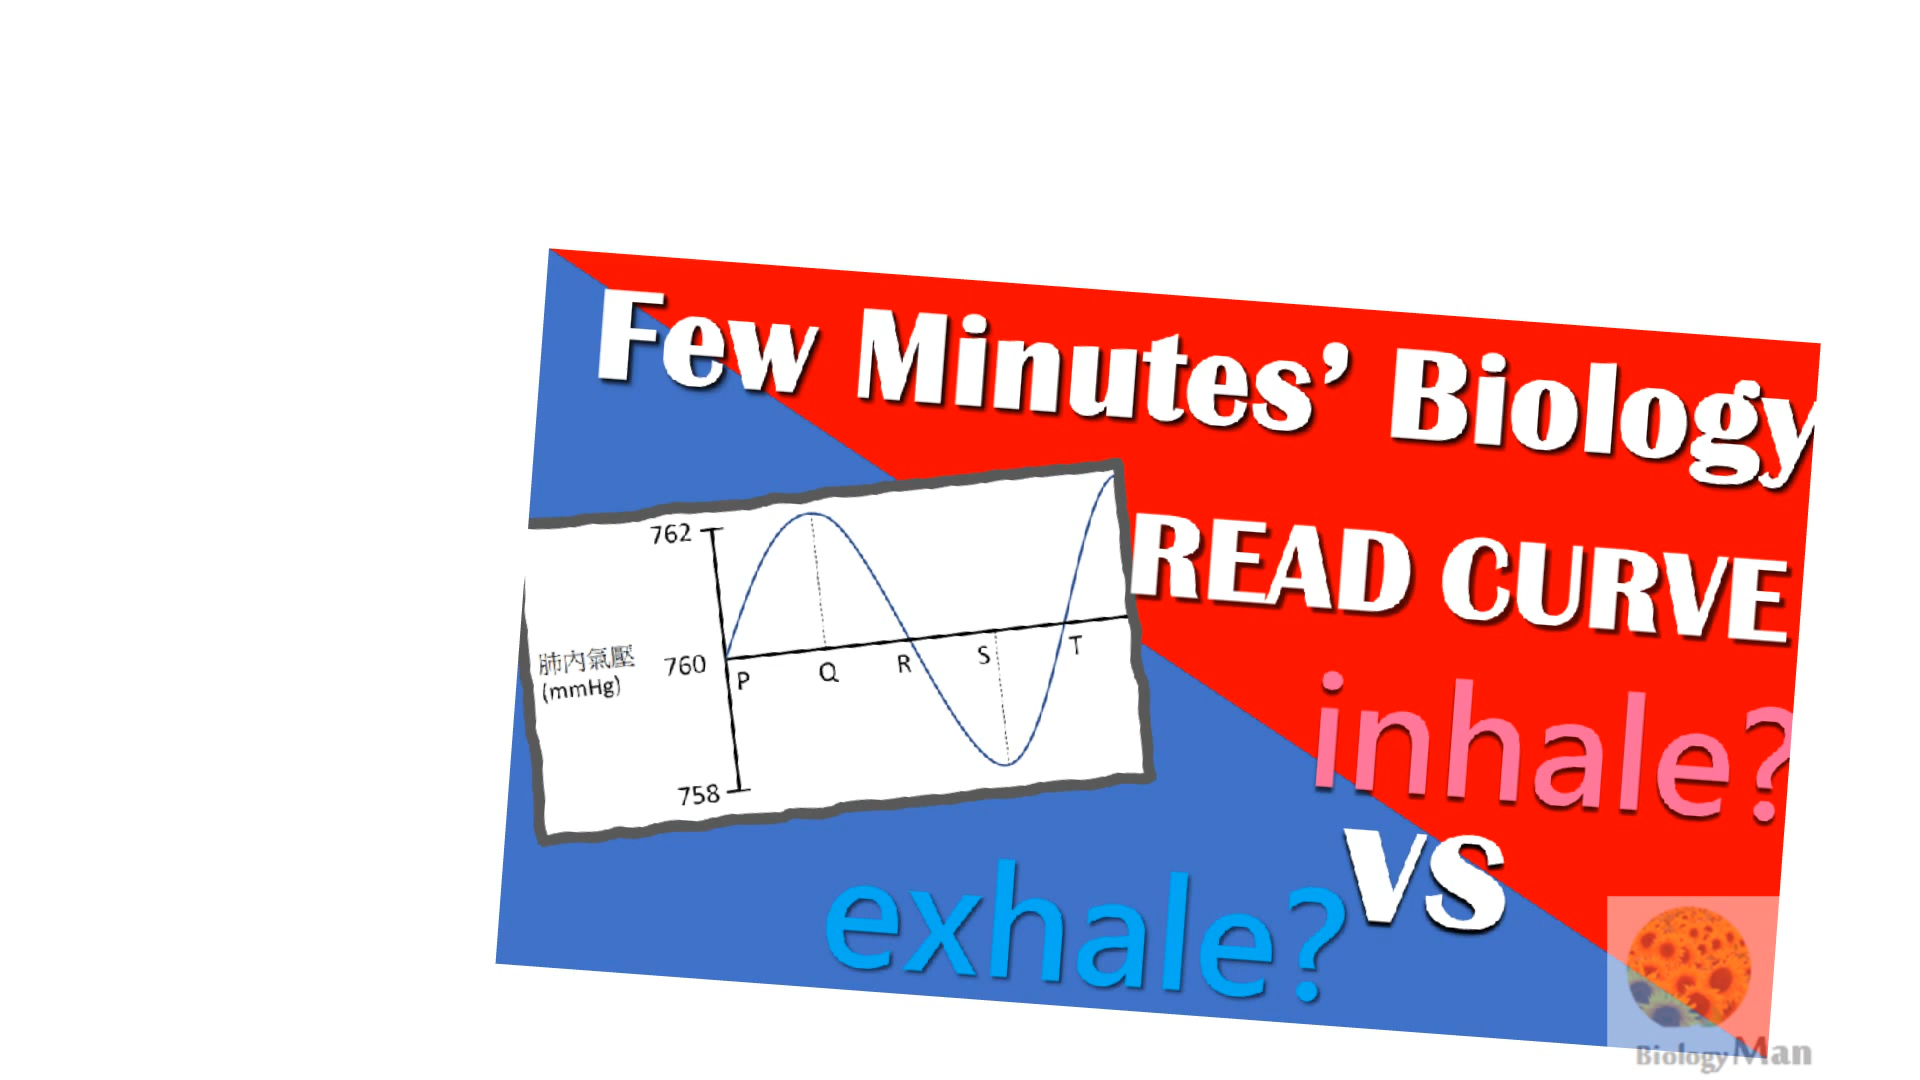 Few Minutes’ Biology
READ CURVE
762
肺內氣壓
(mmHg)
760
P
Q
R
S
T
758
inhale?
VS
exhale?
BiologyMan